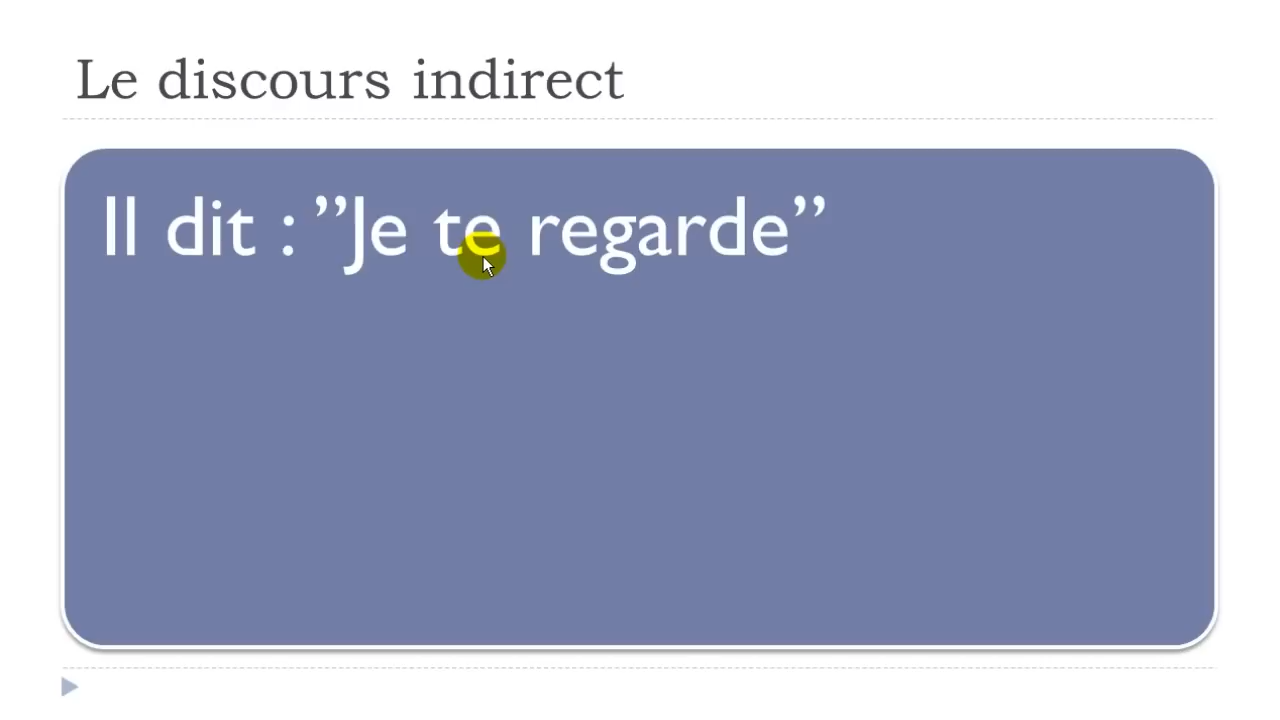 Le discours indirect
Il dit : ”Je te regarde”